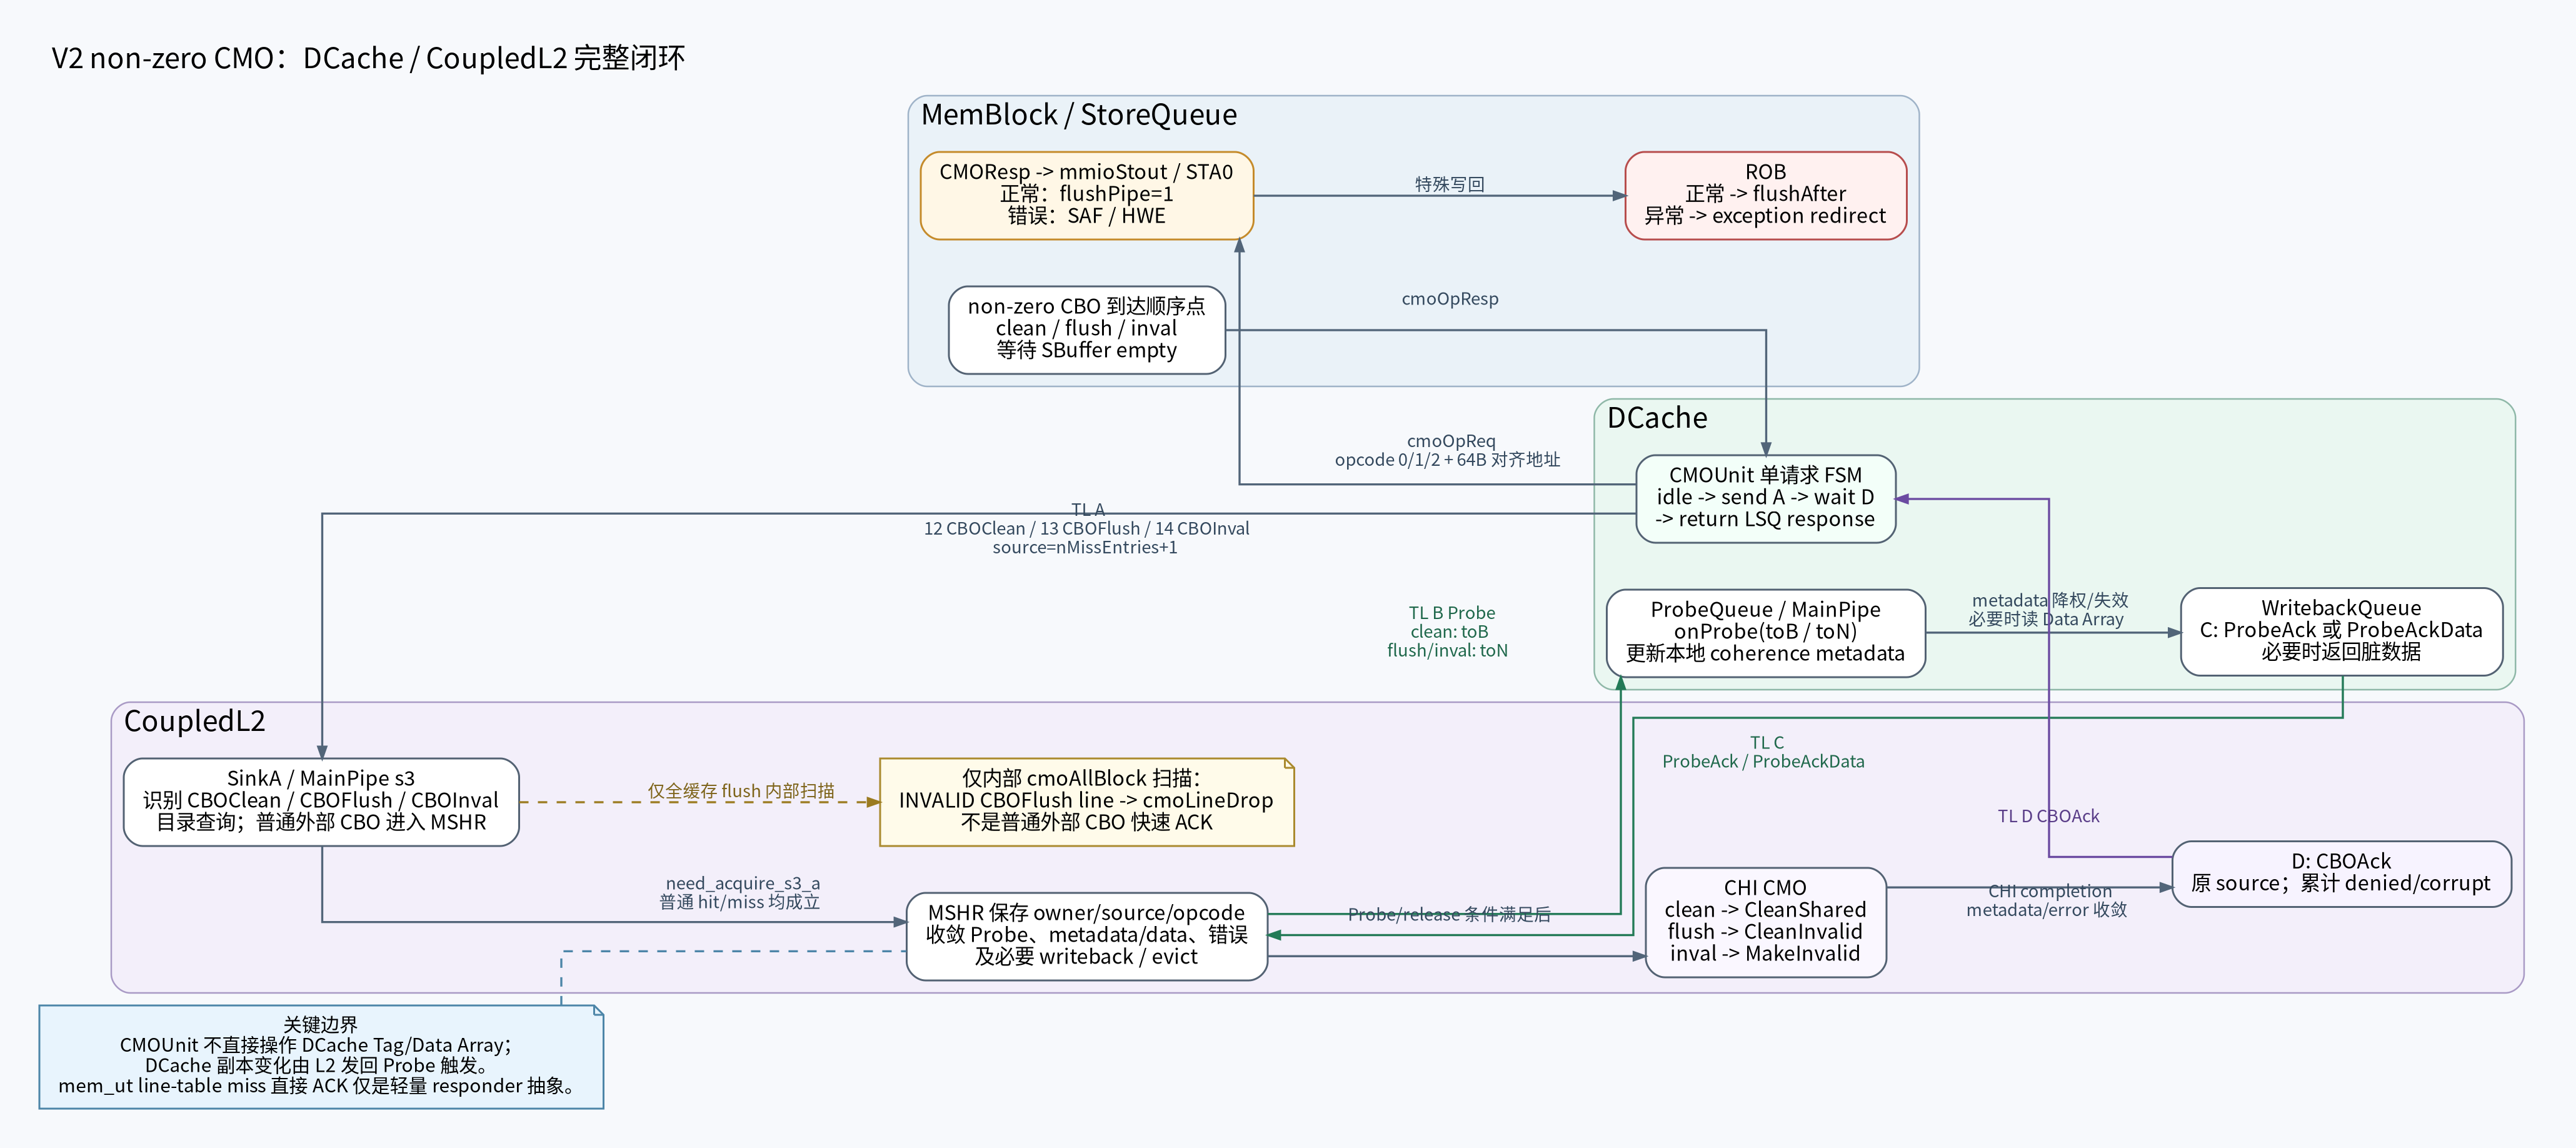 V2 non-zero CMO：DCache / CoupledL2 完整闭环
MemBlock / StoreQueue
CMOResp -> mmioStout / STA0
正常：flushPipe=1
错误：SAF / HWE
特殊写回
ROB
正常 -> flushAfter
异常 -> exception redirect
non-zero CBO 到达顺序点
clean / flush / inval
等待 SBuffer empty
cmoOpResp
DCache
cmoOpReq
opcode 0/1/2 + 64B 对齐地址
CMOUnit 单请求 FSM
idle -> send A -> wait D
-> return LSQ response
TL A
12 CBOClean / 13 CBOFlush / 14 CBOInval
source=nMissEntries+1
TL B Probe
clean: toB
flush/inval: toN
ProbeQueue / MainPipe
onProbe(toB / toN)
更新本地 coherence metadata
metadata 降权/失效
必要时读 Data Array
WritebackQueue
C: ProbeAck 或 ProbeAckData
必要时返回脏数据
CoupledL2
SinkA / MainPipe s3
识别 CBOClean / CBOFlush / CBOInval
目录查询；普通外部 CBO 进入 MSHR
仅全缓存 flush 内部扫描
仅内部 cmoAllBlock 扫描：
INVALID CBOFlush line -> cmoLineDrop
不是普通外部 CBO 快速 ACK
TL C
ProbeAck / ProbeAckData
TL D CBOAck
need_acquire_s3_a
普通 hit/miss 均成立
MSHR 保存 owner/source/opcode
收敛 Probe、metadata/data、错误
及必要 writeback / evict
Probe/release 条件满足后
CHI CMO
clean -> CleanShared
flush -> CleanInvalid
inval -> MakeInvalid
CHI completion
metadata/error 收敛
D: CBOAck
原 source；累计 denied/corrupt
关键边界
CMOUnit 不直接操作 DCache Tag/Data Array；
DCache 副本变化由 L2 发回 Probe 触发。
mem_ut line-table miss 直接 ACK 仅是轻量 responder 抽象。